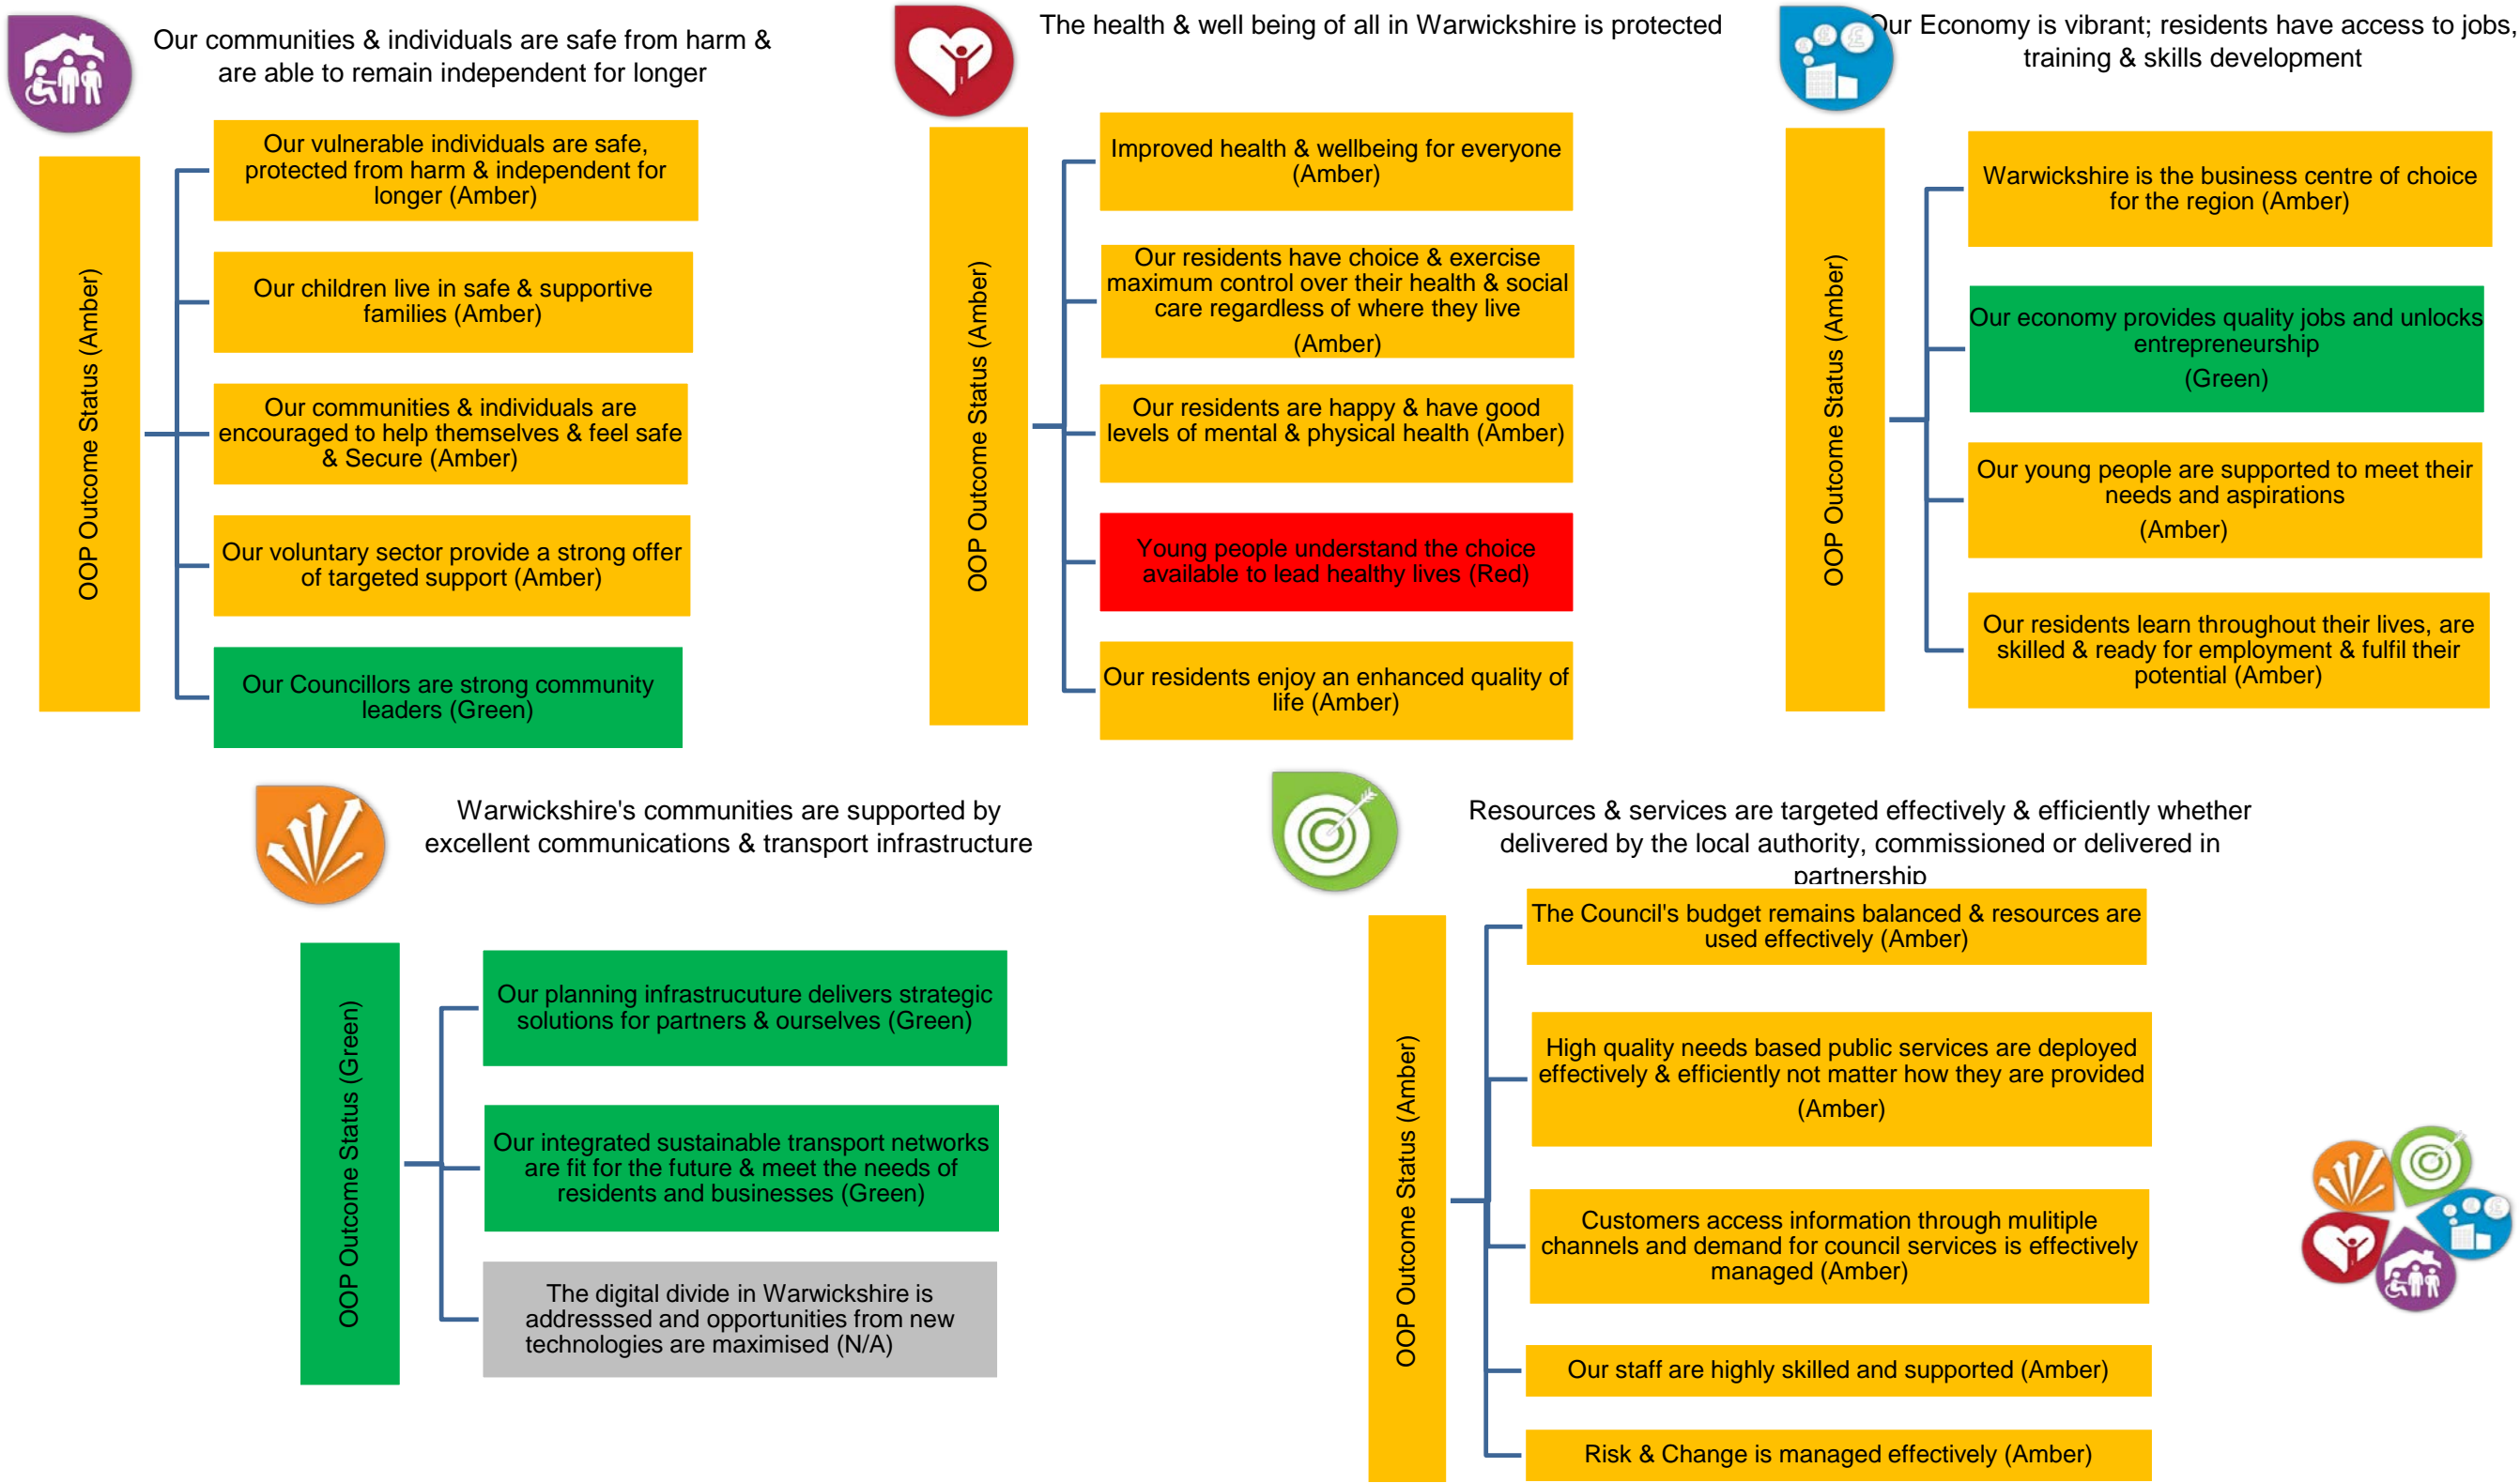 Our communities & individuals are safe from harm &
are able to remain independent for longer
OOP Outcome Status (Amber)
Our vulnerable individuals are safe,
protected from harm & independent for
longer (Amber)
Our children live in safe & supportive
families (Amber)
Our communities & individuals are
encouraged to help themselves & feel safe
& Secure (Amber)
Our voluntary sector provide a strong offer
of targeted support (Amber)
Our Councillors are strong community
leaders (Green)
The health & well being of all in Warwickshire is protected
OOP Outcome Status (Amber)
Improved health & wellbeing for everyone
(Amber)
Our residents have choice & exercise
maximum control over their health & social
care regardless of where they live
(Amber)
Our residents are happy & have good
levels of mental & physical health (Amber)
Young people understand the choice
available to lead healthy lives (Red)
Our residents enjoy an enhanced quality of
life (Amber)
Our Economy is vibrant; residents have access to jobs,
training & skills development
OOP Outcome Status (Amber)
Warwickshire is the business centre of choice
for the region (Amber)
Our economy provides quality jobs and unlocks
entrepreneurship
(Green)
Our young people are supported to meet their
needs and aspirations
(Amber)
Our residents learn throughout their lives, are
skilled & ready for employment & fulfil their
potential (Amber)
Warwickshire's communities are supported by
excellent communications & transport infrastructure
OOP Outcome Status (Green)
Our planning infrastrucuture delivers strategic
solutions for partners & ourselves (Green)
Our integrated sustainable transport networks
are fit for the future & meet the needs of
residents and businesses (Green)
The digital divide in Warwickshire is
addresssed and opportunities from new
technologies are maximised (N/A)
Resources & services are targeted effectively & efficiently whether
delivered by the local authority, commissioned or delivered in
partnership
OOP Outcome Status (Amber)
The Council's budget remains balanced & resources are
used effectively (Amber)
High quality needs based public services are deployed
effectively & efficiently not matter how they are provided
(Amber)
Customers access information through mulitiple
channels and demand for council services is effectively
managed (Amber)
Our staff are highly skilled and supported (Amber)
Risk & Change is managed effectively (Amber)